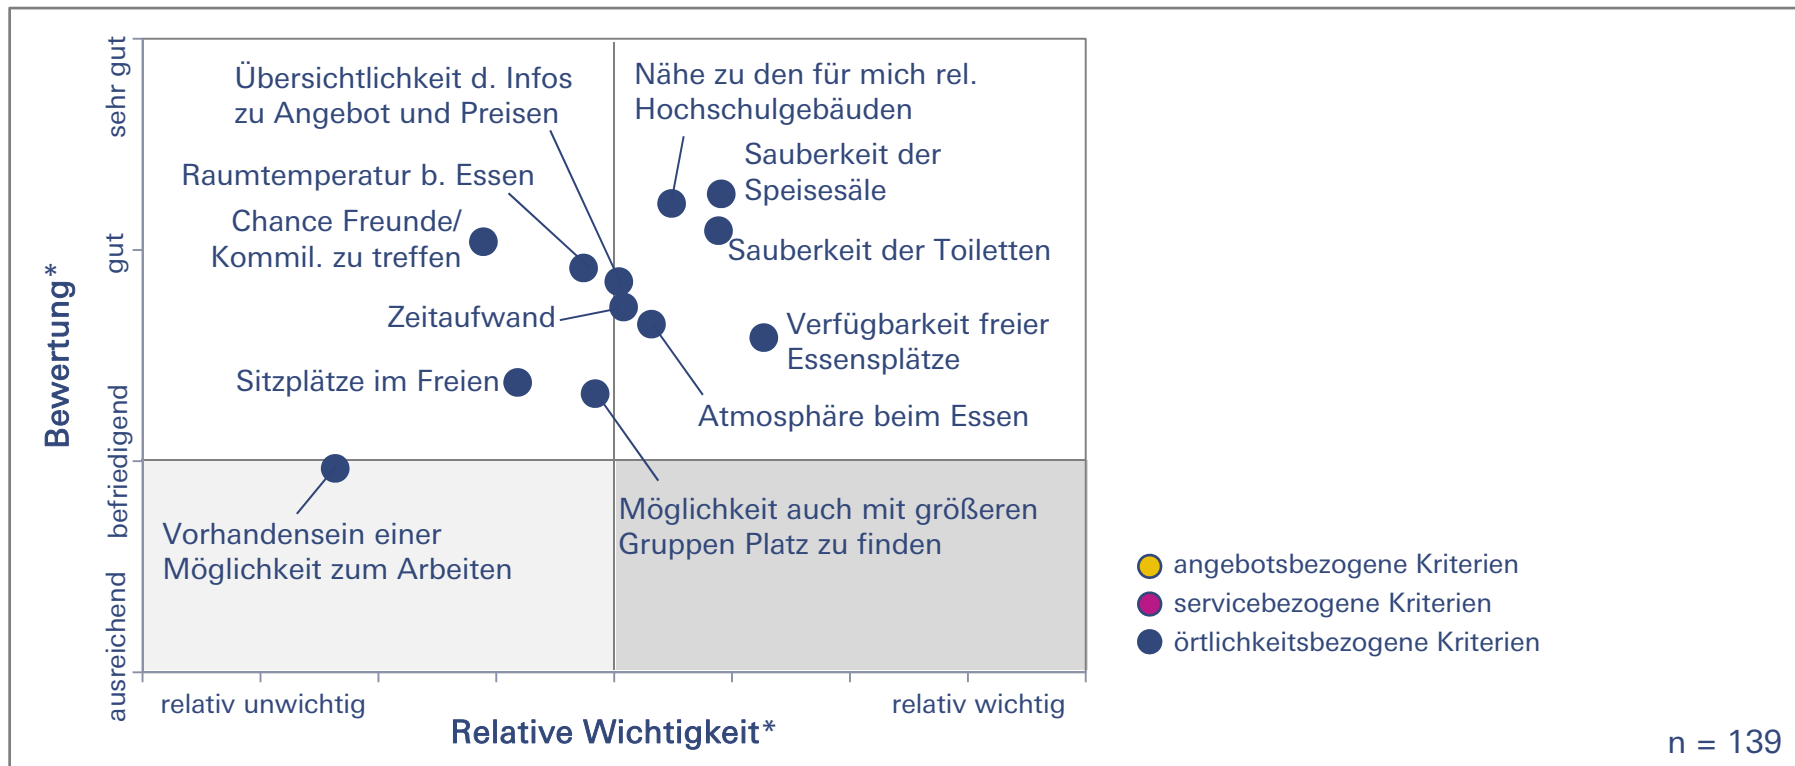 Übersichtlichkeit d. Infos
zu Angebot und Preisen
Nähe zu den für mich rel.
Hochschulgebäuden
Sauberkeit der
Speisesäle
Raumtemperatur b. Essen
Chance Freunde/
Kommil. zu treffen
Sauberkeit der Toiletten
Zeitaufwand
Verfügbarkeit freier
Essensplätze
Sitzplätze im Freien
Atmosphäre beim Essen
Möglichkeit auch mit größeren
Gruppen Platz zu finden
Vorhandensein einer
Möglichkeit zum Arbeiten
Bewertung*
sehr gut
gut
befriedigend
ausreichend
relativ unwichtig
relativ wichtig
Relative Wichtigkeit*
angebotsbezogene Kriterien
servicebezogene Kriterien
örtlichkeitsbezogene Kriterien
n = 139